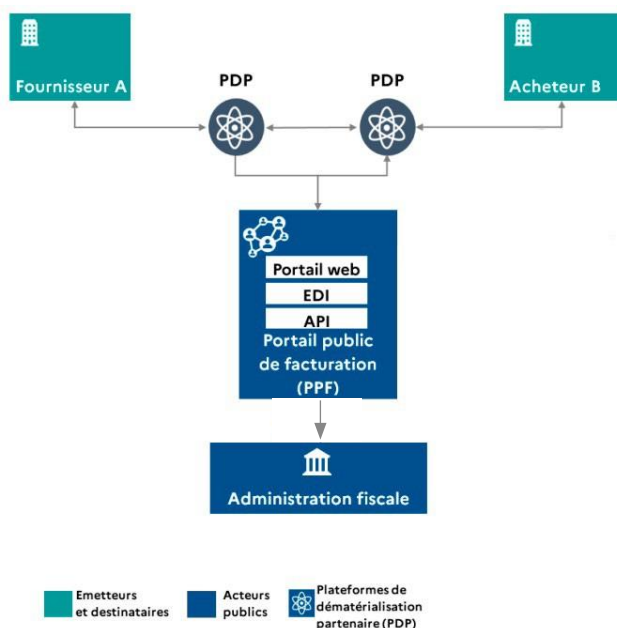 Fournisseur A
PDP
PDP
Acheteur B
Portail web
EDI
API
Portail public
de facturation
(PPF)
Administration fiscale
Emetteurs
et destinataires
Acteurs
publics
Plateformes de
dématérialisation
partenaire (PDP)